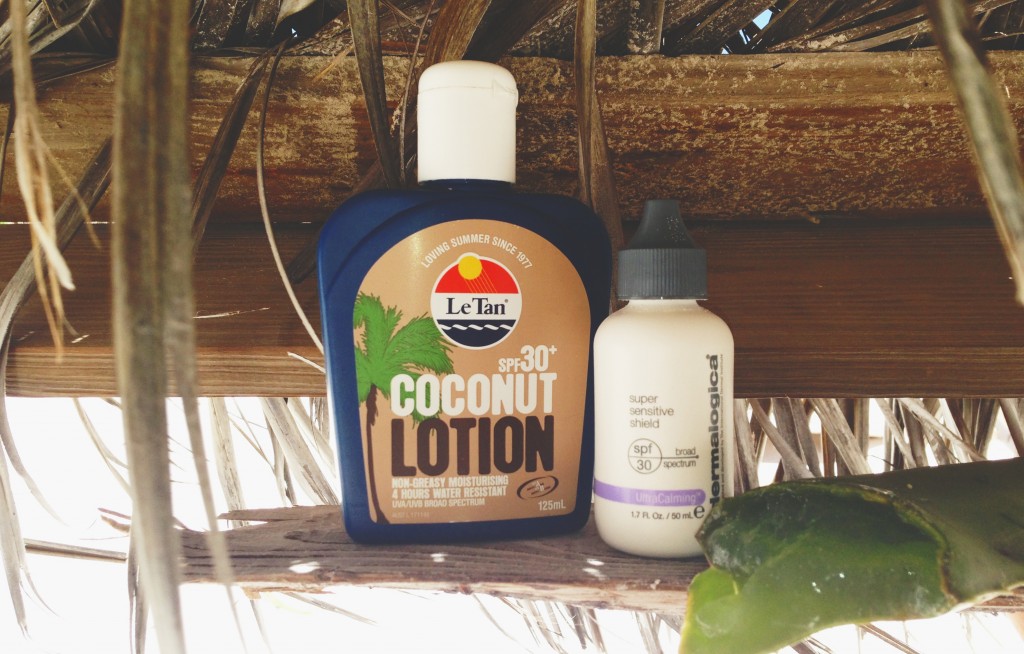 LOVING SUMMER SINCE 1977
Le Tan®
SPF30+
COCONUT
LOTION
NON-GREASY MOISTURISING
4 HOURS WATER RESISTANT
UVA/UVB BROAD SPECTRUM
125mL
dermalogica®
super
sensitive
shield
spf
30
broad
spectrum
UltraCalming™
1.7 Fl. Oz. / 50 mL ℮